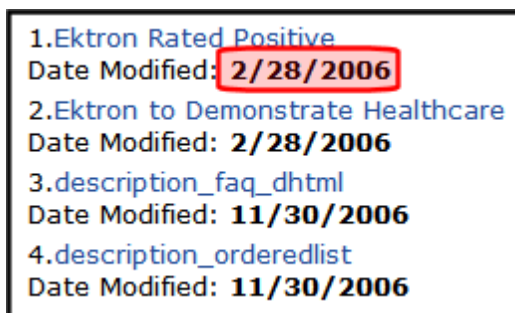 1.Ektron Rated Positive
Date Modified: 2/28/2006
2.Ektron to Demonstrate Healthcare
Date Modified: 2/28/2006
3.description_faq_dhtml
Date Modified: 11/30/2006
4.description_orderedlist
Date Modified: 11/30/2006